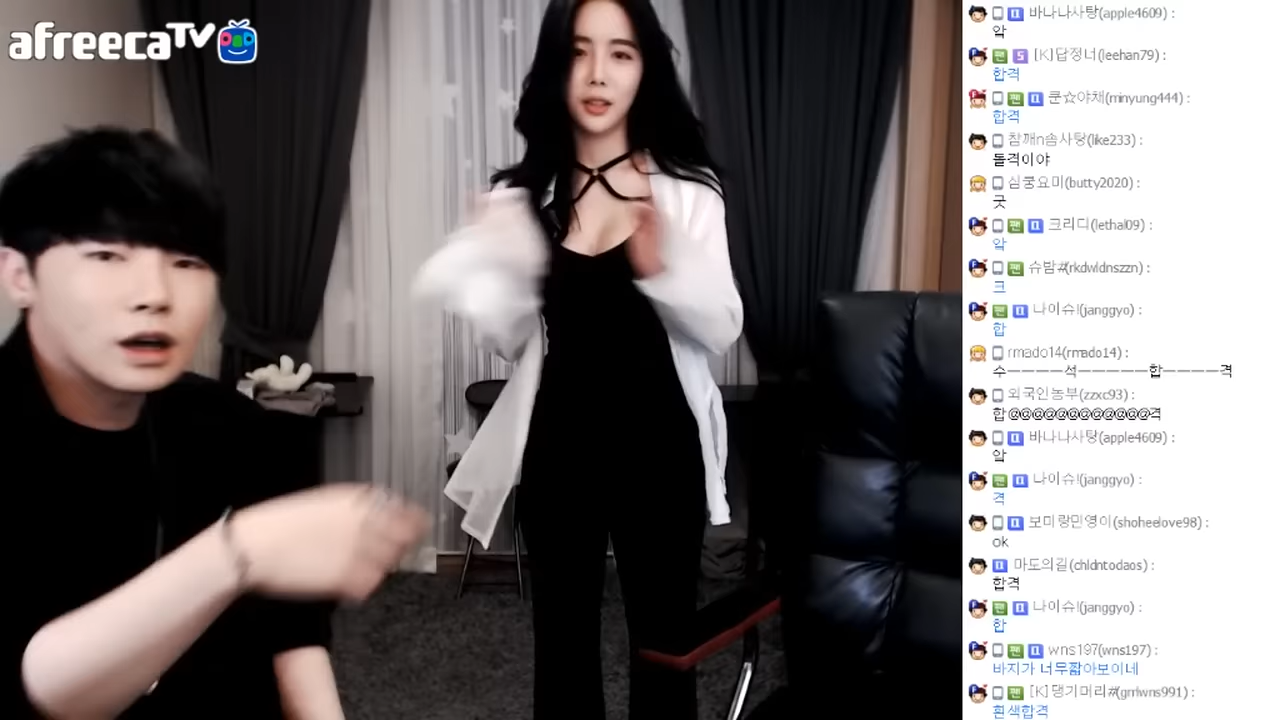 afreecaTV
바나나사탕(apple4609) :
악
[K]답정너(leehan79) :
합격
쿤☆야채(minyung444) :
합격
참깨n솜사탕(like233) :
돌격이야
심쿵요미(butty2020) :
굿
크리디(lethal09) :
악
슈밤#(rkdwldnszzn) :
크
나이슈!(janggyo) :
합
rmado14(rmado14) :
수ㅡㅡㅡㅡ석ㅡㅡㅡㅡㅡ합ㅡㅡㅡㅡ격
외국인농부(zzxc93) :
합@@@@@@@@@@@@격
바나나사탕(apple4609) :
악
나이슈!(janggyo) :
격
보미랑민영이(shoheelove98) :
ok
마도의길(chldntodaos) :
합격
나이슈!(janggyo) :
합
wns197(wns197) :
바지가 너무짧아보이네
[K]댕기머리#(grrlwns991) :
흰색합격